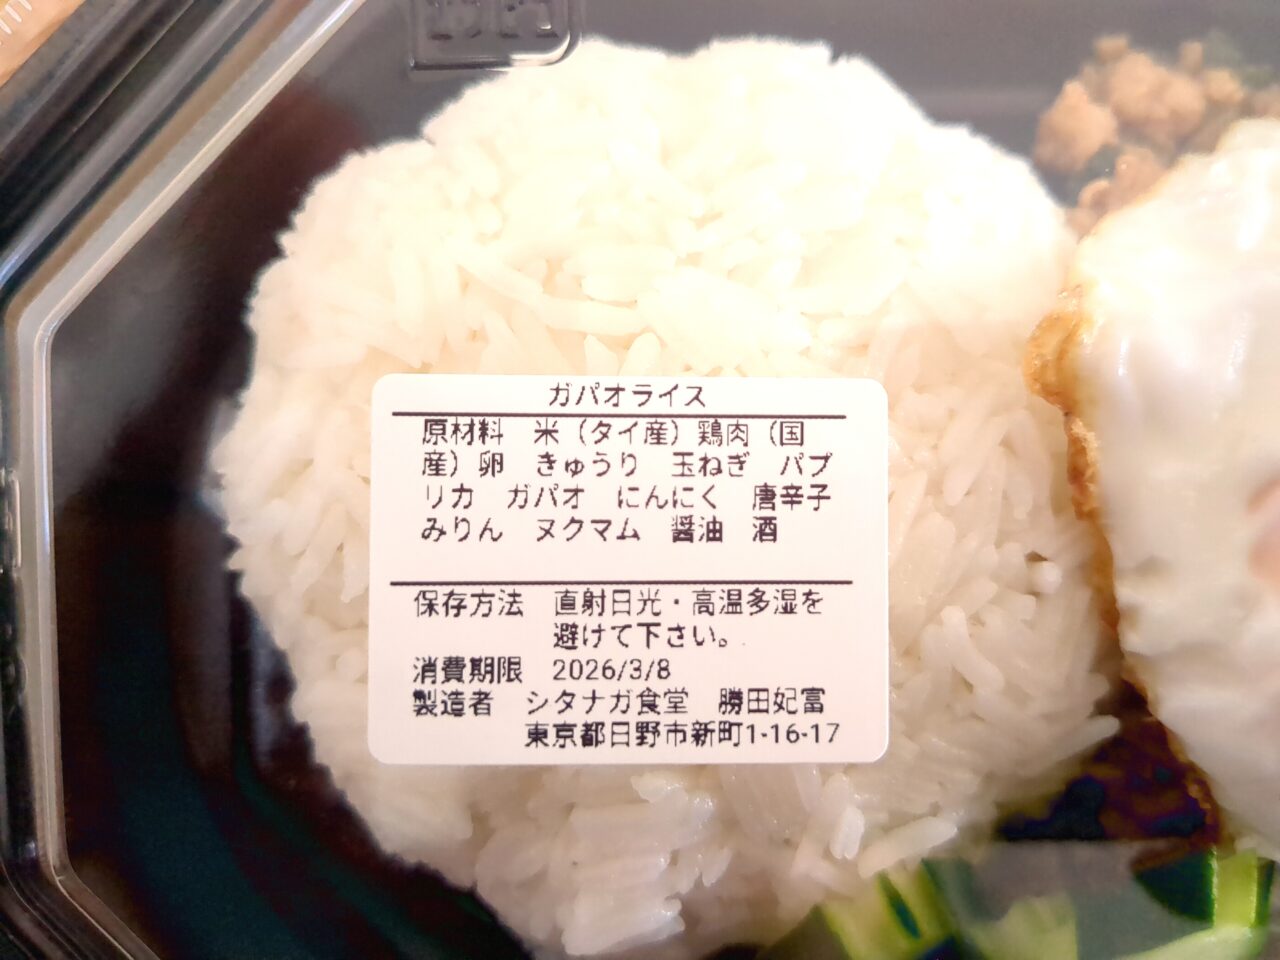 ガパオライス
原材料　米（タイ産）鶏肉（国
産）卵　きゅうり　玉ねぎ　パプ
リカ　ガパオ　にんにく　唐辛子
みりん　ヌクマム　醤油　酒
保存方法　直射日光・高温多湿を
避けて下さい。
消費期限　2026/3/8
製造者　シタナガ食堂　勝田妃富
東京都日野市新町1-16-17